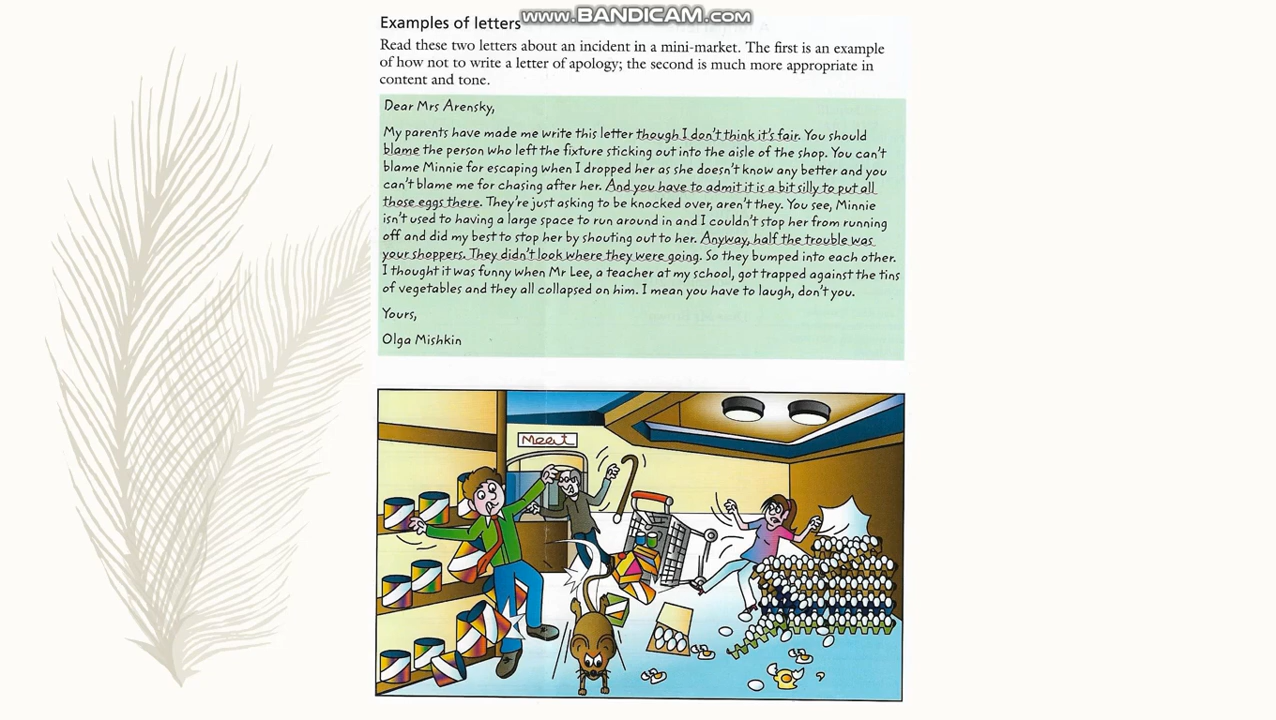 www.BANDICAM.com
Examples of letters
Read these two letters about an incident in a mini-market. The first is an example
of how not to write a letter of apology; the second is much more appropriate in
content and tone.
Dear Mrs Arensky,
My parents have made me write this letter though I don't think it's fair. You should
blame the person who left the fixture sticking out into the aisle of the shop. You can't
blame Minnie for escaping when I dropped her as she doesn't know any better and you
can't blame me for chasing after her. And you have to admit it is a bit silly to put all
those eggs there. They're just asking to be knocked over, aren't they. You see, Minnie
isn't used to having a large space to run around in and I couldn't stop her from running
off and did my best to stop her by shouting out to her. Anyway, half the trouble was
your shoppers. They didn't look where they were going. So they bumped into each other.
I thought it was funny when Mr Lee, a teacher at my school, got trapped against the tins
of vegetables and they all collapsed on him. I mean you have to laugh, don't you.
Yours,
Olga Mishkin
Meat